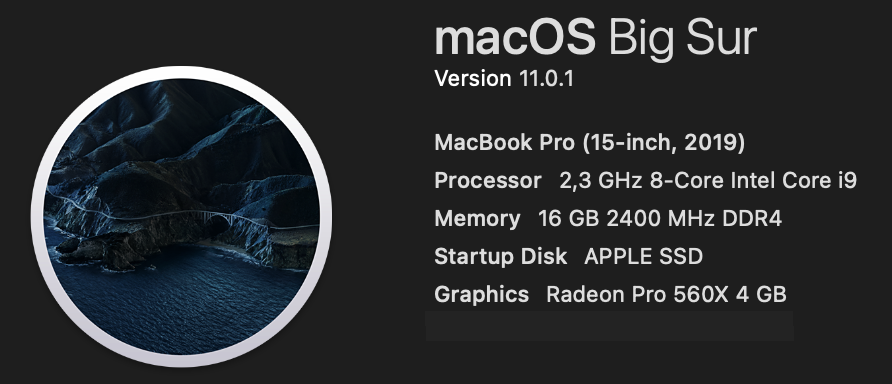 macOS Big Sur
Version 11.0.1
MacBook Pro (15-inch, 2019)
Processor 2,3 GHz 8-Core Intel Core i9
Memory 16 GB 2400 MHz DDR4
Startup Disk APPLE SSD
Graphics Radeon Pro 560X 4 GB